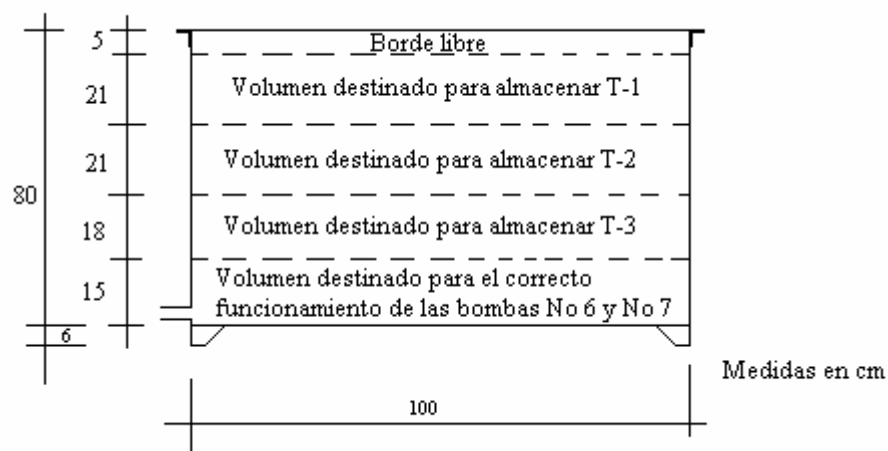 5
Borde libre
21
Volumen destinado para almacenar T-1
21
Volumen destinado para almacenar T-2
80
18
Volumen destinado para almacenar T-3
15
Volumen destinado para el correcto
funcionamiento de las bombas No 6 y No 7
6
Medidas en cm
100